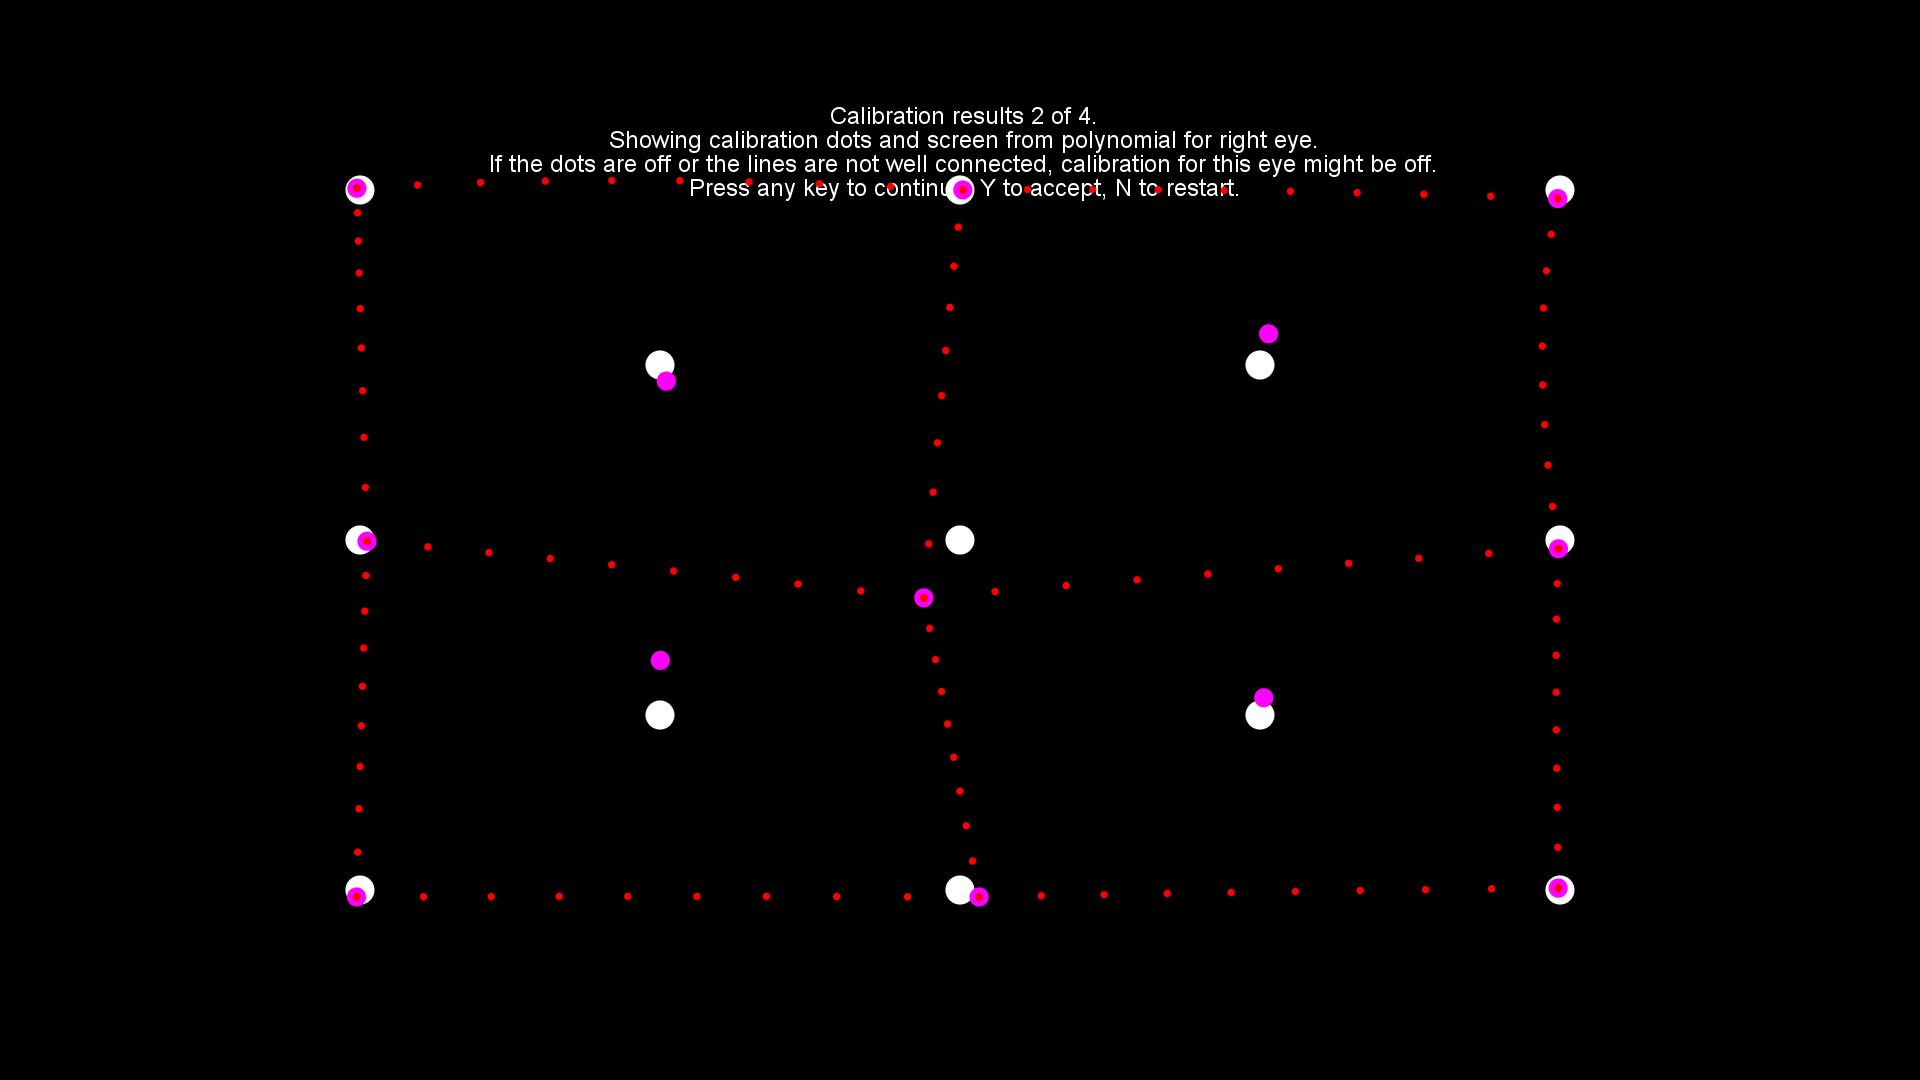 Calibration results 2 of 4.
Showing calibration dots and screen from polynomial for right eye.
If the dots are off or the lines are not well connected, calibration for this eye might be off.
Press any key to continue, Y to accept, N to restart.